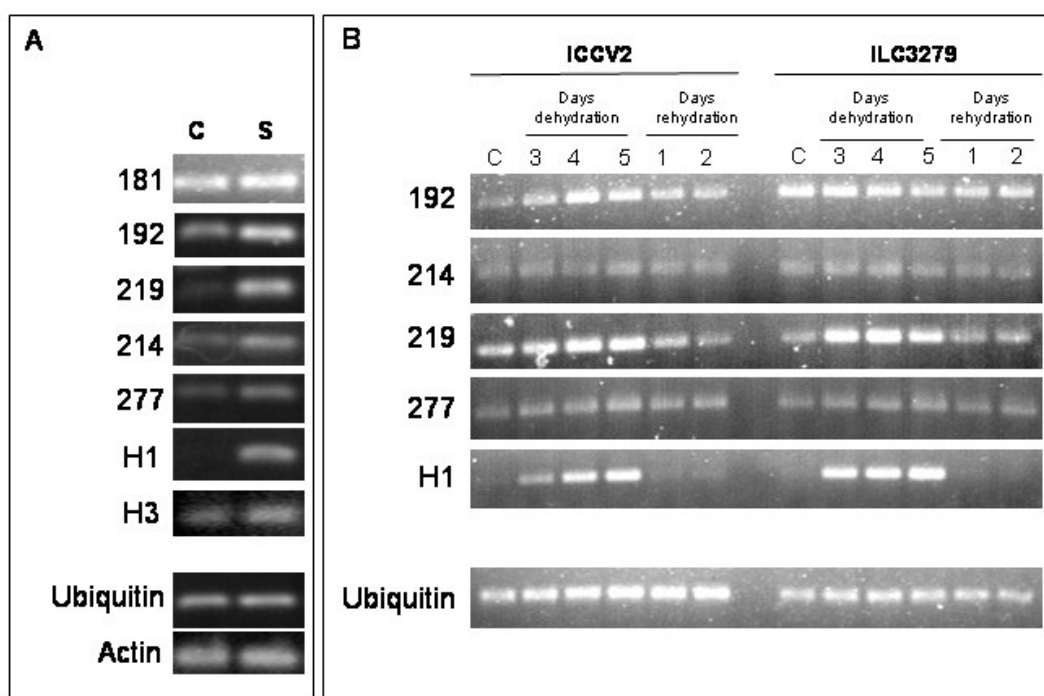 A
C S
181
192
219
214
277
H1
H3
Ubiquitin
Actin
B
ICCV2 ILC3279
Days Days Days Days
dehydration rehydration dehydration rehydration
C 3 4 5 1 2 C 3 4 5 1 2
192
214
219
277
H1
Ubiquitin